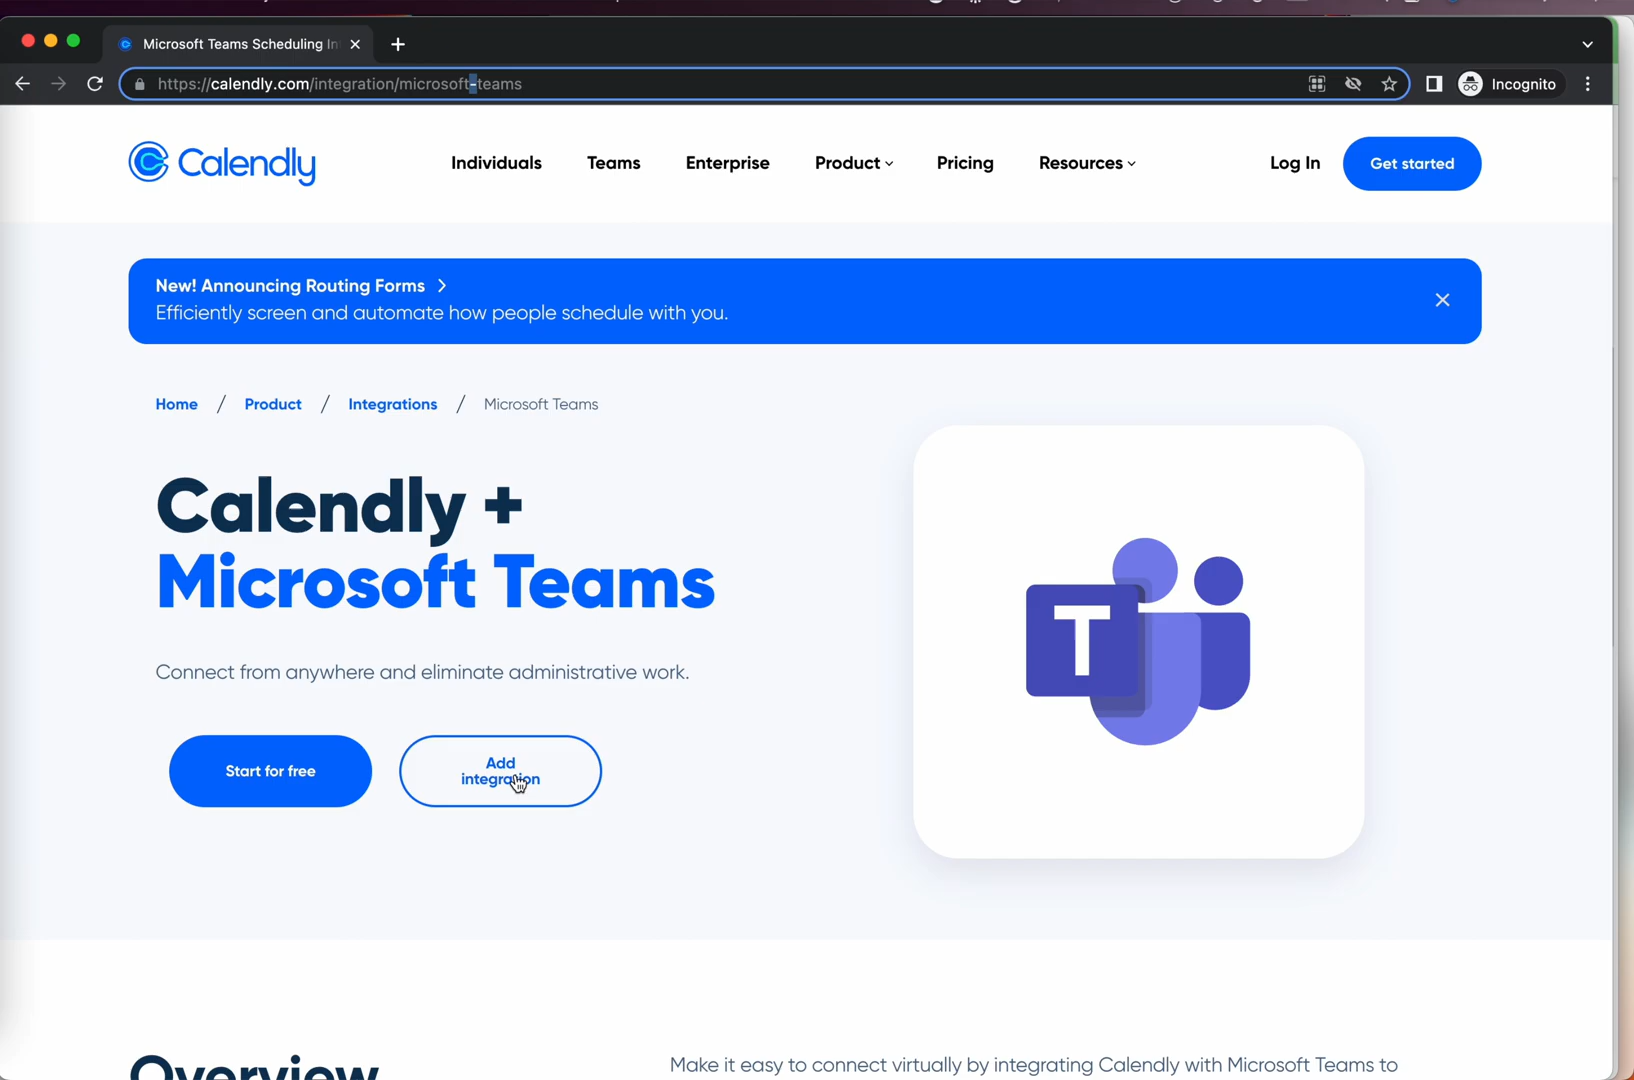 Microsoft Teams Scheduling In
https://calendly.com/integration/microsoft-teams
Incognito
Calendly
Individuals
Teams
Enterprise
Product
Pricing
Resources
Log In
Get started
New! Announcing Routing Forms >
Efficiently screen and automate how people schedule with you.
Home / Product / Integrations / Microsoft Teams
Calendly +
Microsoft Teams
T
Connect from anywhere and eliminate administrative work.
Start for free
Add
integration
Overview
Make it easy to connect virtually by integrating Calendly with Microsoft Teams to